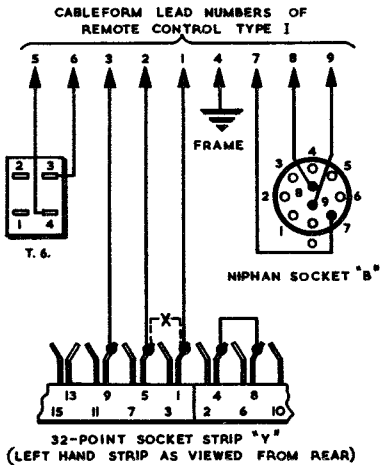 CABLEFORM LEAD NUMBERS OF
REMOTE CONTROL TYPE I
5 6 3 2 1 4 7 8 9
FRAME
2 3
1 4
T. 6.
4
3 5
2 8 9 6
1 7
NIPHAN SOCKET "B"
X
13 9 5 1 4 8
15 11 7 3 2 6 10
32-POINT SOCKET STRIP "Y"
(LEFT HAND STRIP AS VIEWED FROM REAR)